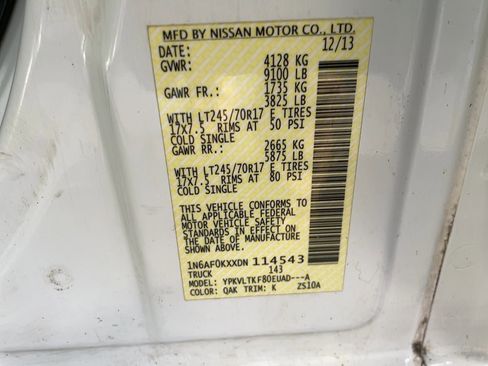 MFD BY NISSAN MOTOR CO., LTD.
DATE: 12/13
GVWR: 4128 KG
9100 LB
GAWR FR.: 1735 KG
3825 LB
WITH LT245/70R17 E TIRES
17X7.5 RIMS AT 50 PSI
COLD SINGLE
GAWR RR.: 2665 KG
5875 LB
WITH LT245/70R17 E TIRES
17X7.5 RIMS AT 80 PSI
COLD SINGLE
THIS VEHICLE CONFORMS TO
ALL APPLICABLE FEDERAL
MOTOR VEHICLE SAFETY
STANDARDS IN EFFECT ON
THE DATE OF MANUFACTURE
SHOWN ABOVE.
1N6AF0KXXDN 114543
TRUCK 143
MODEL: YPKVLTKF80EUAD---A
COLOR: QAK TRIM: K ZS10A